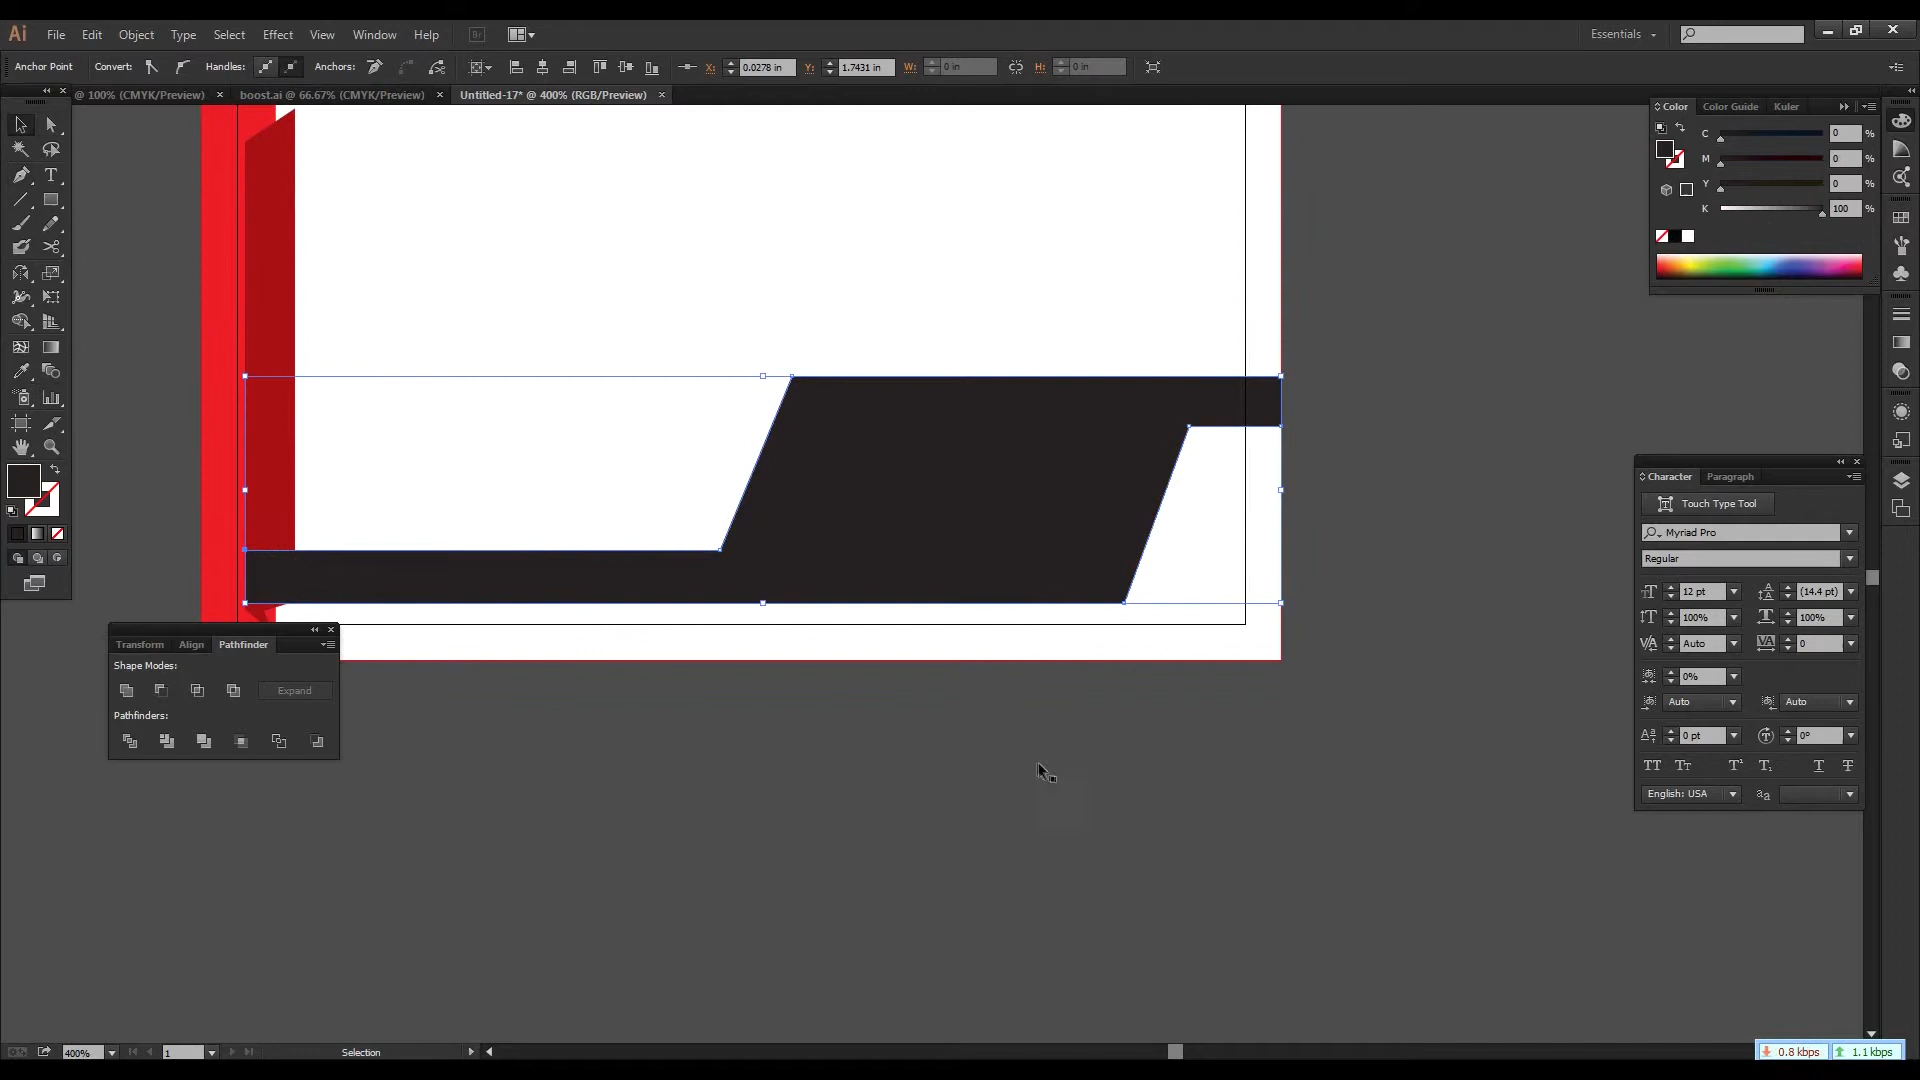 Ai File Edit Object Type Select Effect View Window Help Br Essentials
Anchor Point Convert: Handles: Anchors: X: 0.0278 in Y: 1.7431 in W: 0 in H: 0 in
@ 100% (CMYK/Preview) × boost.ai @ 66.67% (CMYK/Preview) × Untitled-17* @ 400% (RGB/Preview) ×
Color Color Guide Kuler
C 0 %
M 0 %
Y 0 %
K 100 %
Character Paragraph
Touch Type Tool
Myriad Pro
Regular
12 pt (14.4 pt)
100% 100%
Auto 0
0%
Auto Auto
0 pt 0°
English: USA
Transform Align Pathfinder
Shape Modes:
Expand
Pathfinders:
400% 1 Selection
0.8 kbps 1.1 kbps